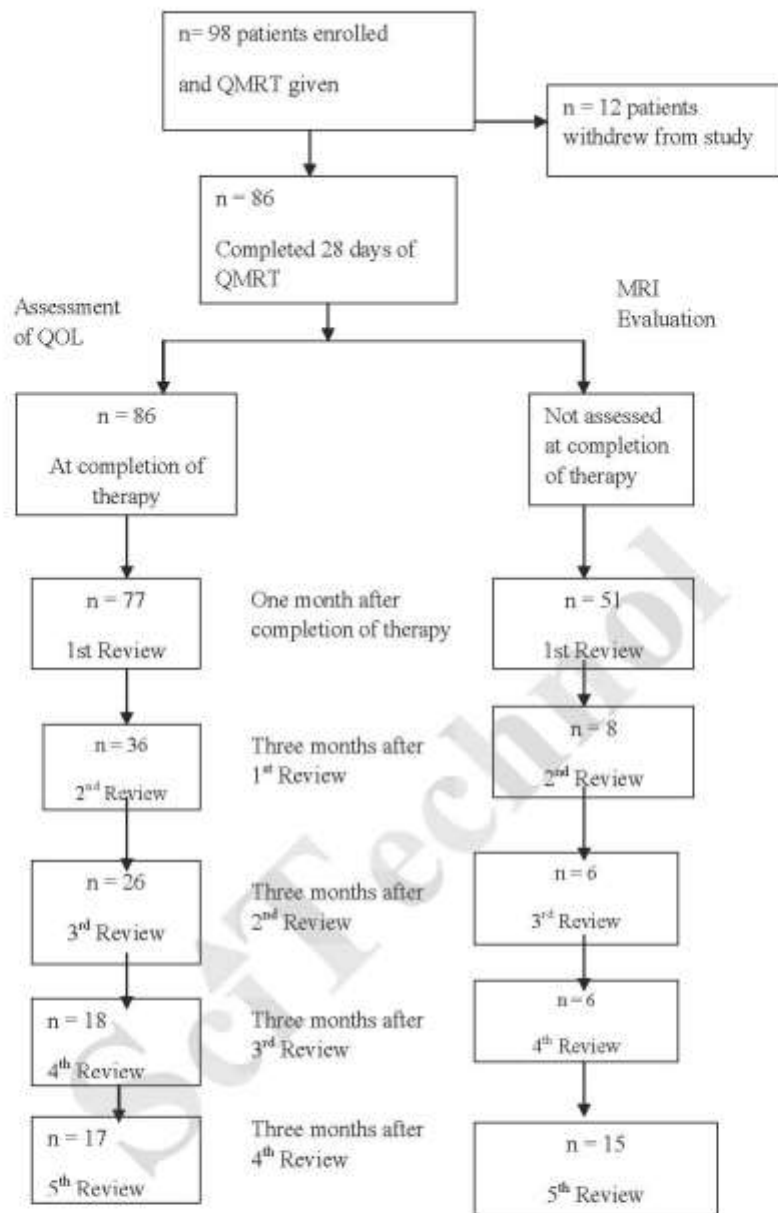 n= 98 patients enrolled
and QMRT given
n = 12 patients
withdrew from study
n = 86
Completed 28 days of
QMRT
Assessment
of QOL
MRI
Evaluation
n = 86
At completion of
therapy
Not assessed
at completion
of therapy
n = 77
1st Review
One month after
completion of therapy
n = 51
1st Review
n = 36
2nd Review
Three months after
1st Review
n = 8
2nd Review
n = 26
3rd Review
Three months after
2nd Review
n = 6
3rd Review
n = 18
4th Review
Three months after
3rd Review
n = 6
4th Review
n = 17
5th Review
Three months after
4th Review
n = 15
5th Review
SciTechnol